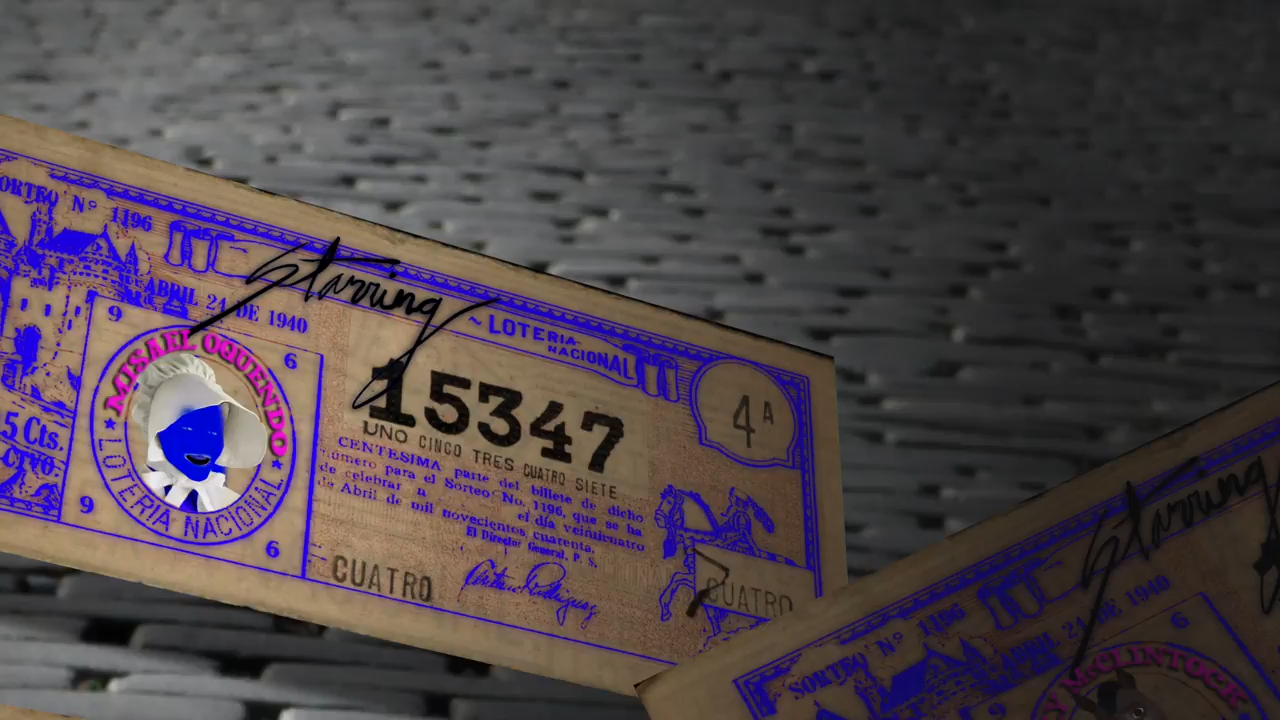 SORTEO N° 1196
ABRIL 24 DE 1940
Starring
~ LOTERIA
NACIONAL
9
6
MISAEL OQUENDO
LOTERIA NACIONAL
9
6
5 Cts.
ctvo.
15347
UNO CINCO TRES CUATRO SIETE
4A
CENTESIMA parte del billete de dicho
número para el Sorteo No. 1196, que se ha
de celebrar a el día veinticuatro
de Abril de mil novecientos cuarenta.
El Director General, P. S.
CUATRO
CUATRO
Starring
SORTEO N° 1196
ABRIL 24 DE 1940
6
9
Y McCLINTOCK